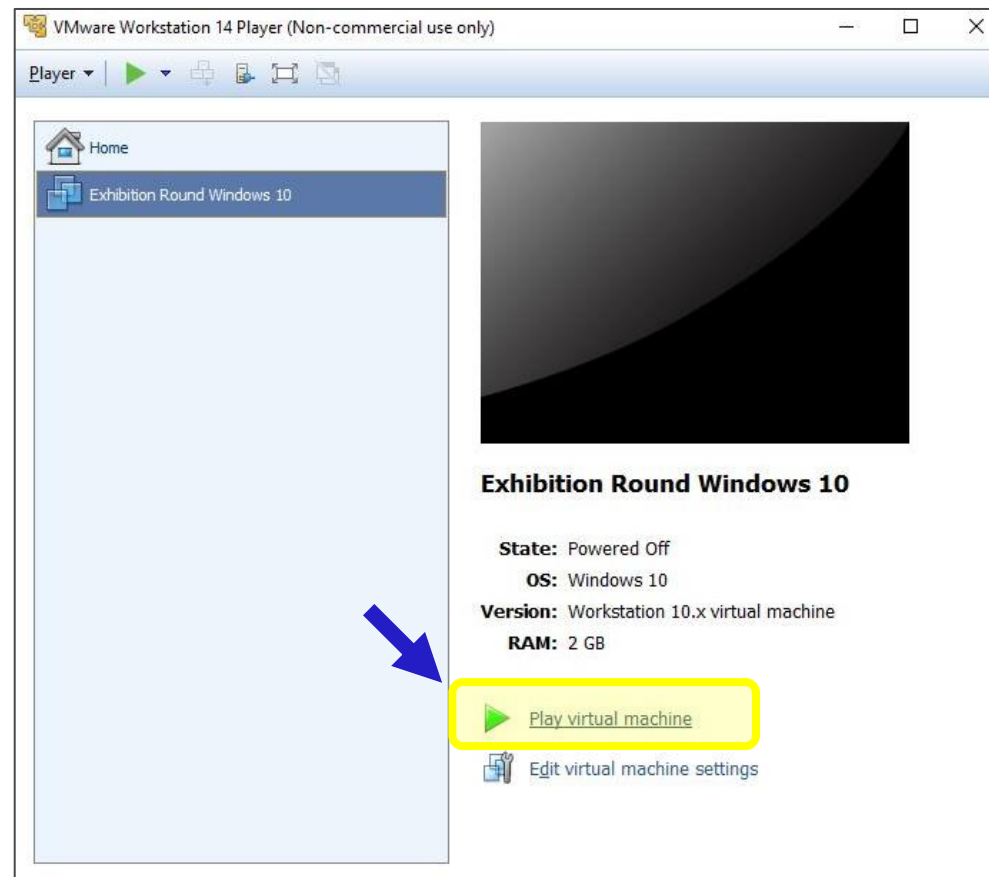 VMware Workstation 14 Player (Non-commercial use only)
Player
Home
Exhibition Round Windows 10
Exhibition Round Windows 10
State: Powered Off
OS: Windows 10
Version: Workstation 10.x virtual machine
RAM: 2 GB
Play virtual machine
Edit virtual machine settings